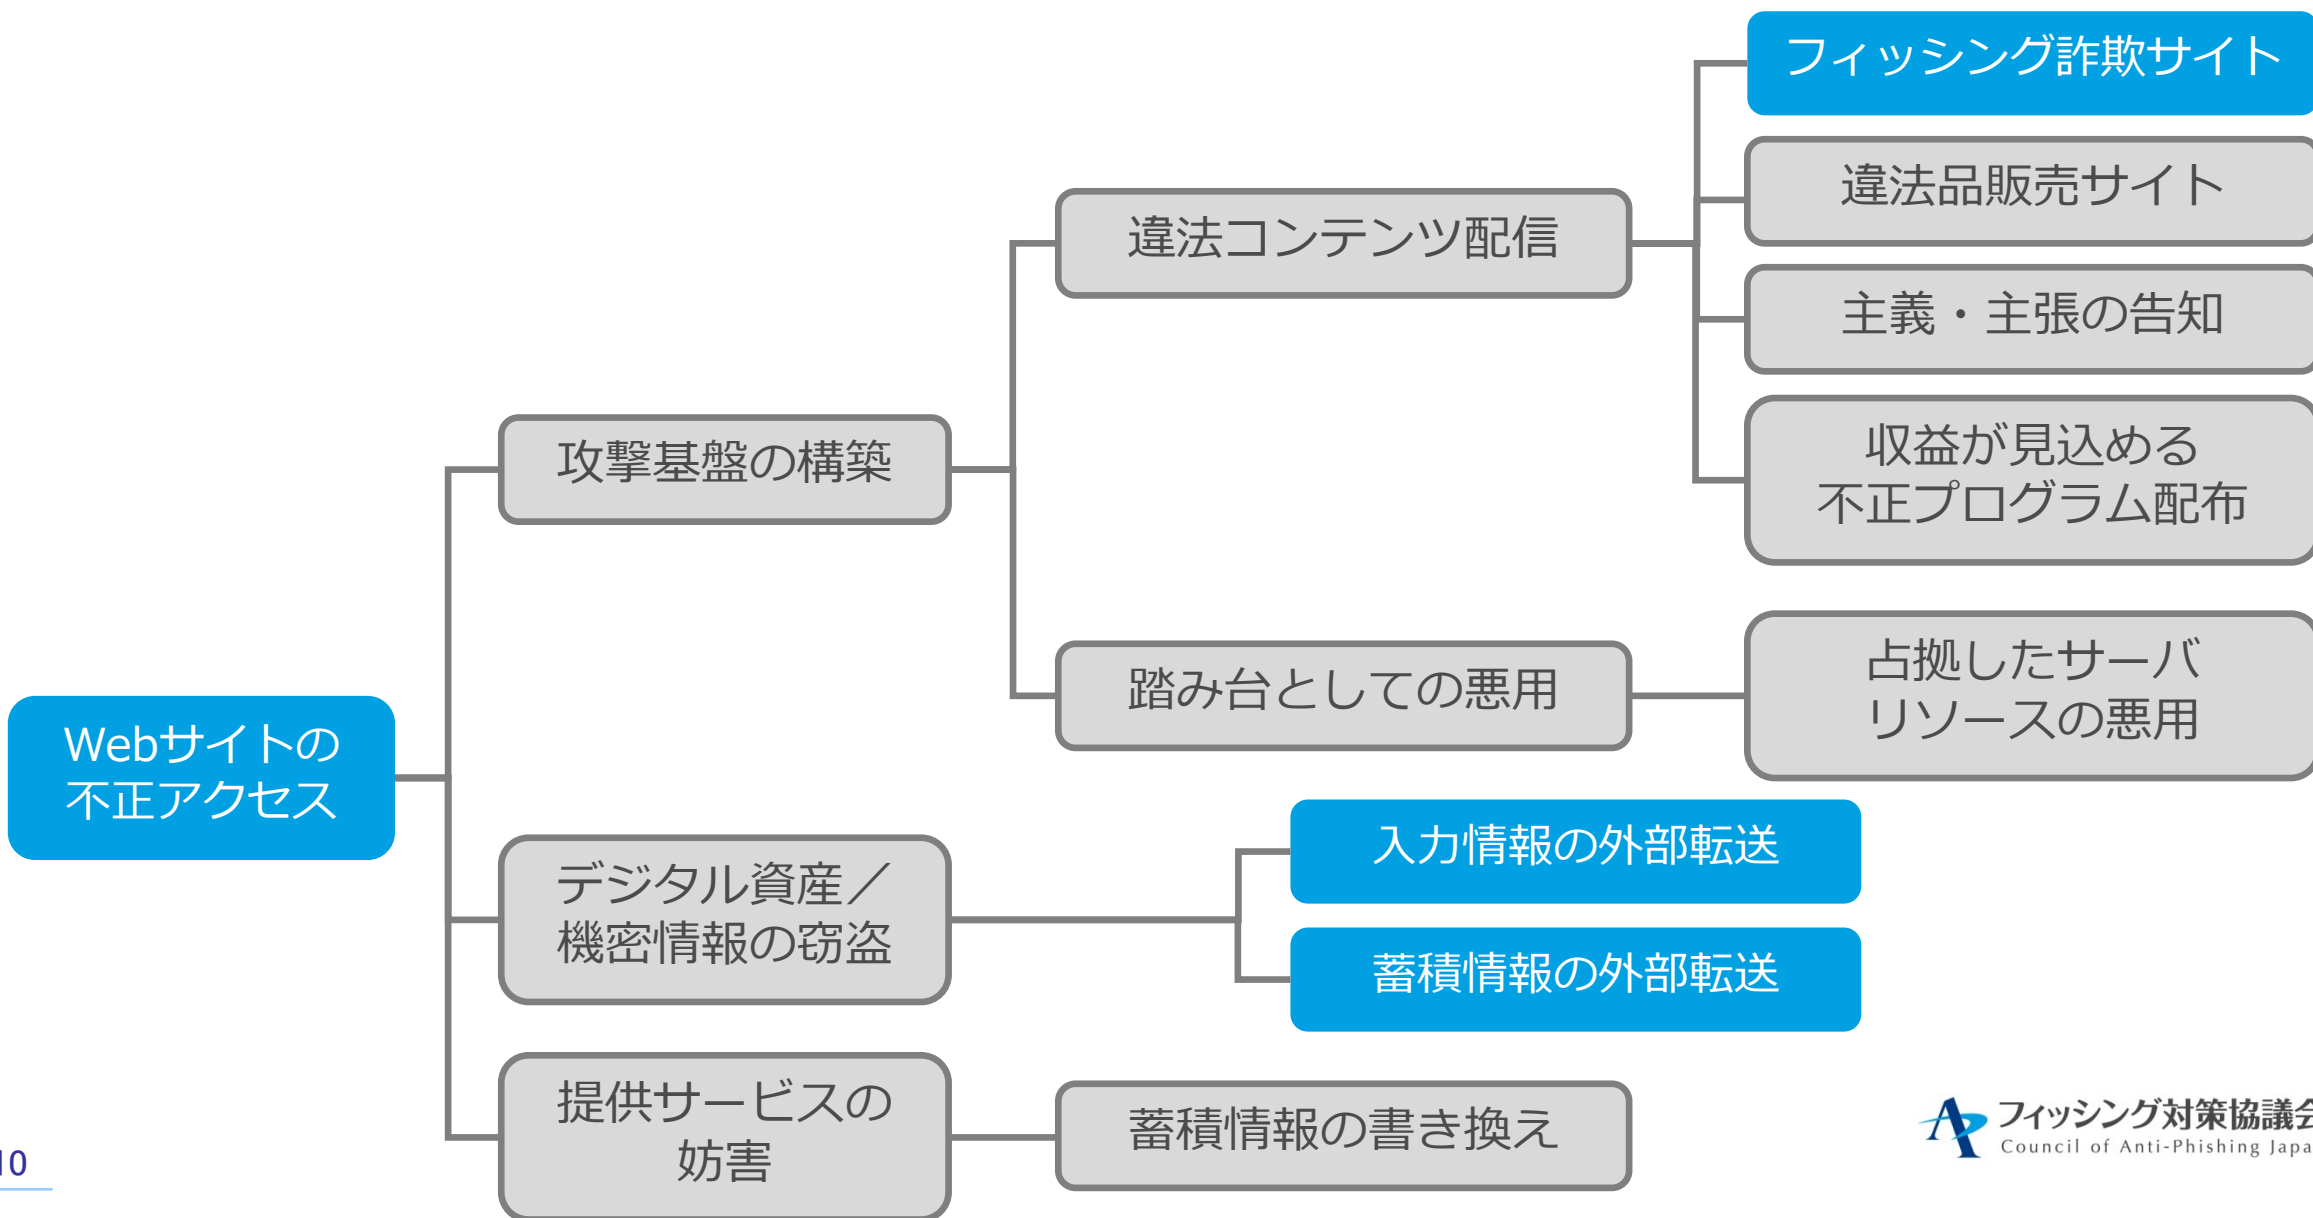 フィッシング詐欺サイト
違法品販売サイト
違法コンテンツ配信
主義・主張の告知
収益が見込める
不正プログラム配布
攻撃基盤の構築
占拠したサーバ
リソースの悪用
踏み台としての悪用
Webサイトの
不正アクセス
入力情報の外部転送
デジタル資産／
機密情報の窃盗
蓄積情報の外部転送
提供サービスの
妨害
蓄積情報の書き換え
フィッシング対策協議会
Council of Anti-Phishing Japa
10